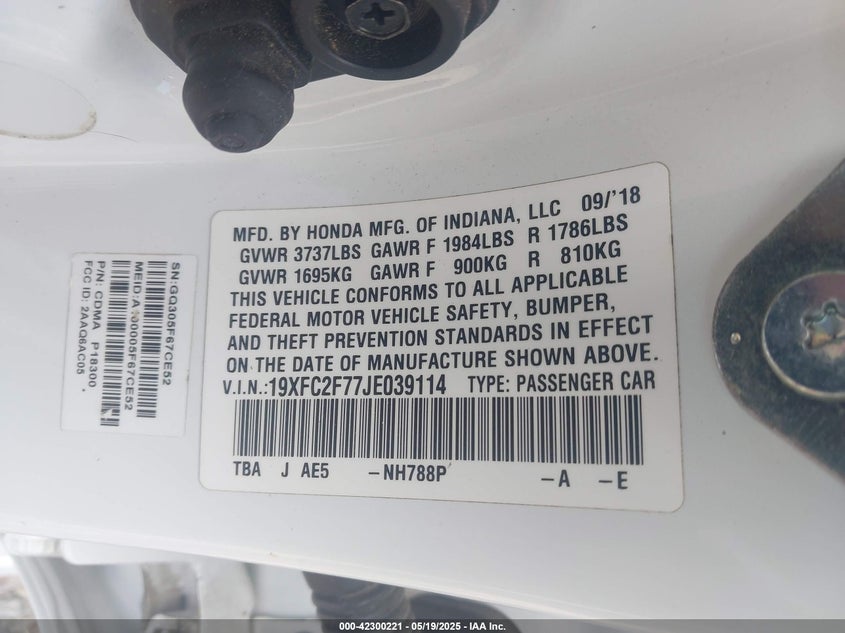 MFD. BY HONDA MFG. OF INDIANA, LLC 09/'18
GVWR 3737LBS GAWR F 1984LBS R 1786LBS
GVWR 1695KG GAWR F 900KG R 810KG
THIS VEHICLE CONFORMS TO ALL APPLICABLE
FEDERAL MOTOR VEHICLE SAFETY, BUMPER,
AND THEFT PREVENTION STANDARDS IN EFFECT
ON THE DATE OF MANUFACTURE SHOWN ABOVE.
V.I.N.:19XFC2F77JE039114 TYPE: PASSENGER CAR
TBA J AE5 -NH788P -A -E
SN:GQ305F67CE52
MEID:A100005F67CE52
P/N: CDMA P18300
FCC ID: 2AAQ6AC05
000-42300221 - 05/19/2025 - IAA Inc.